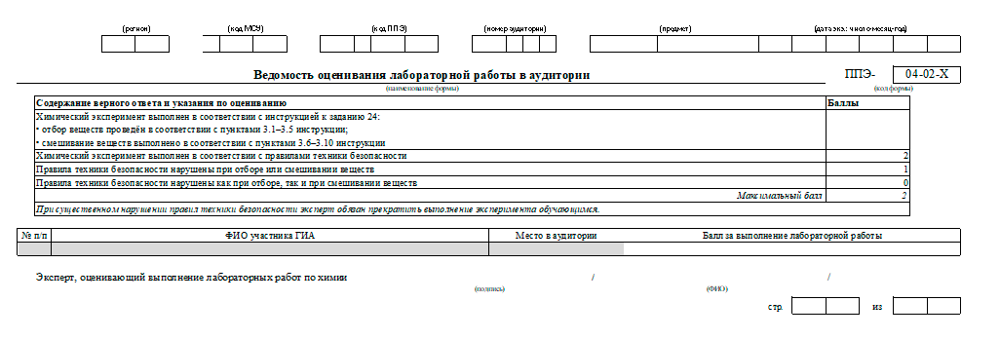 (регион) (код МСУ) (код ППЭ) (номер аудитории) (предмет) (дата экз.: число-месяц-год)
Ведомость оценивания лабораторной работы в аудитории ППЭ- 04-02-Х
(наименование формы) (код формы)
Содержание верного ответа и указания по оцениванию Баллы
Химический эксперимент выполнен в соответствии с инструкцией к заданию 24:
• отбор веществ проведён в соответствии с пунктами 3.1–3.5 инструкции;
• смешивание веществ выполнено в соответствии с пунктами 3.6–3.10 инструкции
Химический эксперимент выполнен в соответствии с правилами техники безопасности 2
Правила техники безопасности нарушены при отборе или смешивании веществ 1
Правила техники безопасности нарушены как при отборе, так и при смешивании веществ 0
Максимальный балл 2
При существенном нарушении правил техники безопасности эксперт обязан прекратить выполнение эксперимента обучающимся.
№ п/п ФИО участника ГИА Место в аудитории Балл за выполнение лабораторной работы
Эксперт, оценивающий выполнение лабораторных работ по химии / /
(подпись) (ФИО)
стр. из